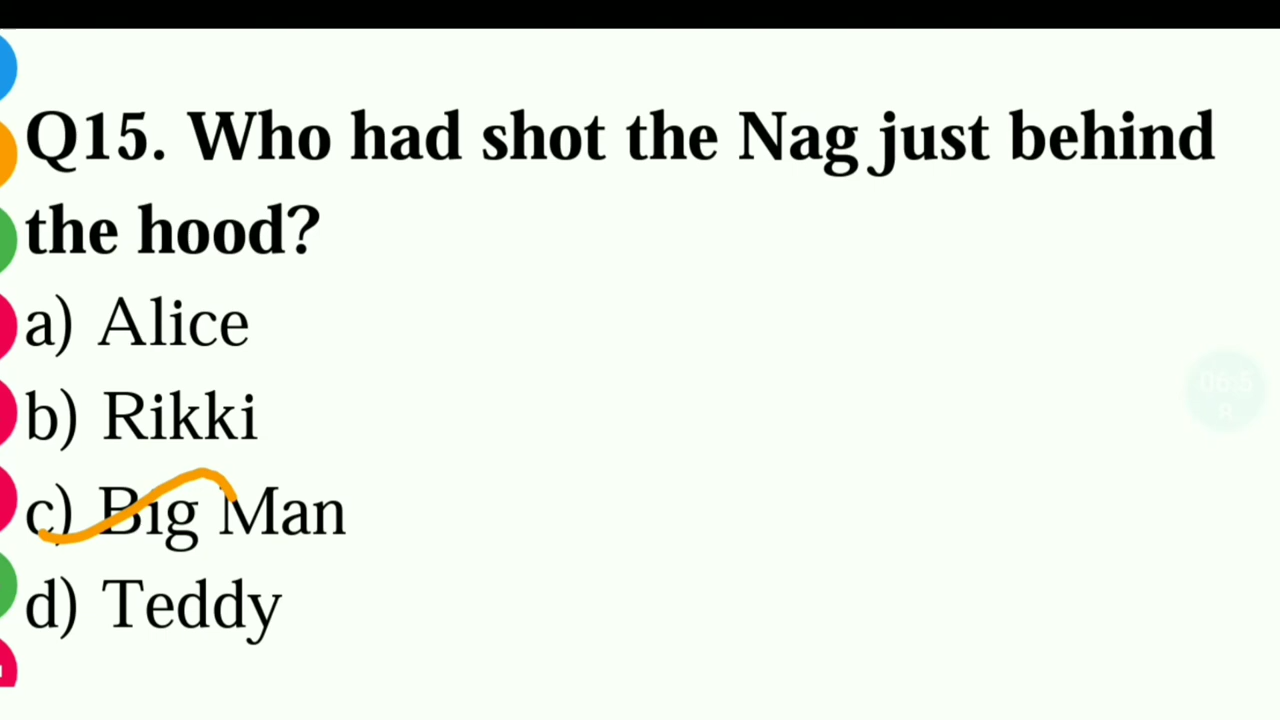 Q15. Who had shot the Nag just behind
the hood?
a) Alice
b) Rikki
c) Big Man
d) Teddy